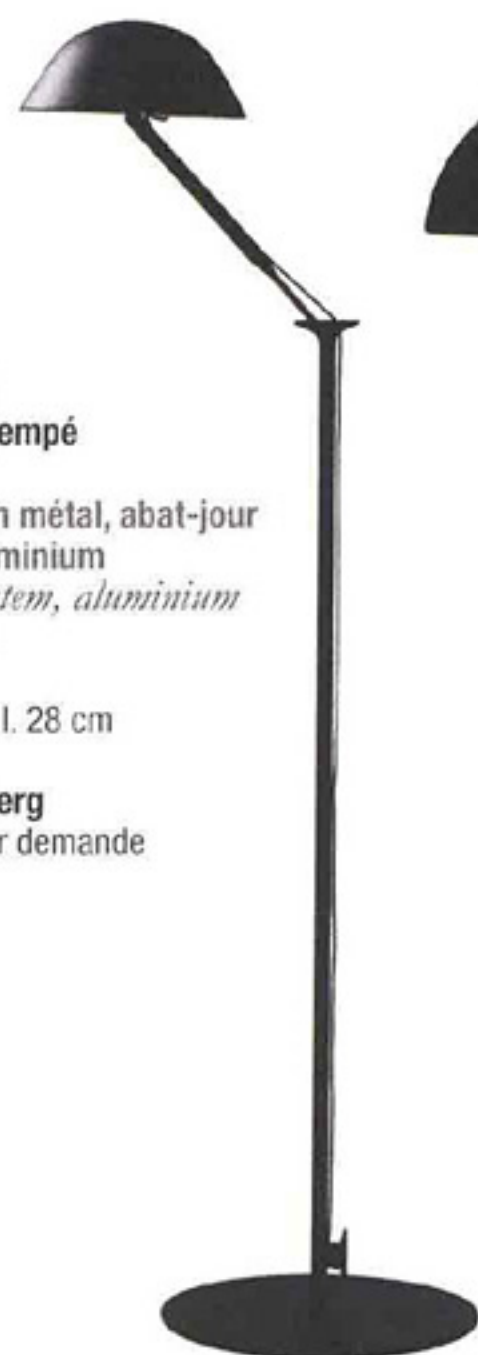 empé
n métal, abat-jour
minium
tem, aluminium
l. 28 cm
erg
r demande